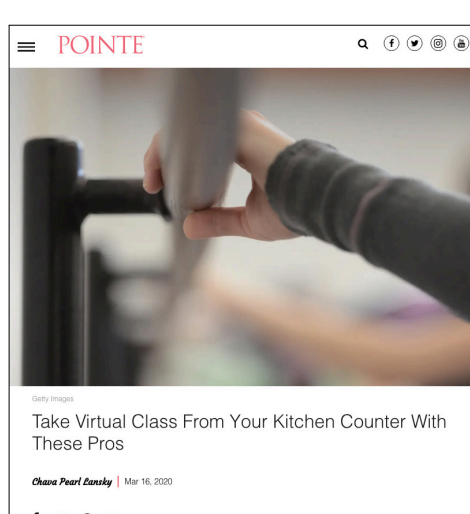 POINTE
Getty Images
Take Virtual Class From Your Kitchen Counter With
These Pros
Chava Pearl Lansky | Mar 16, 2020